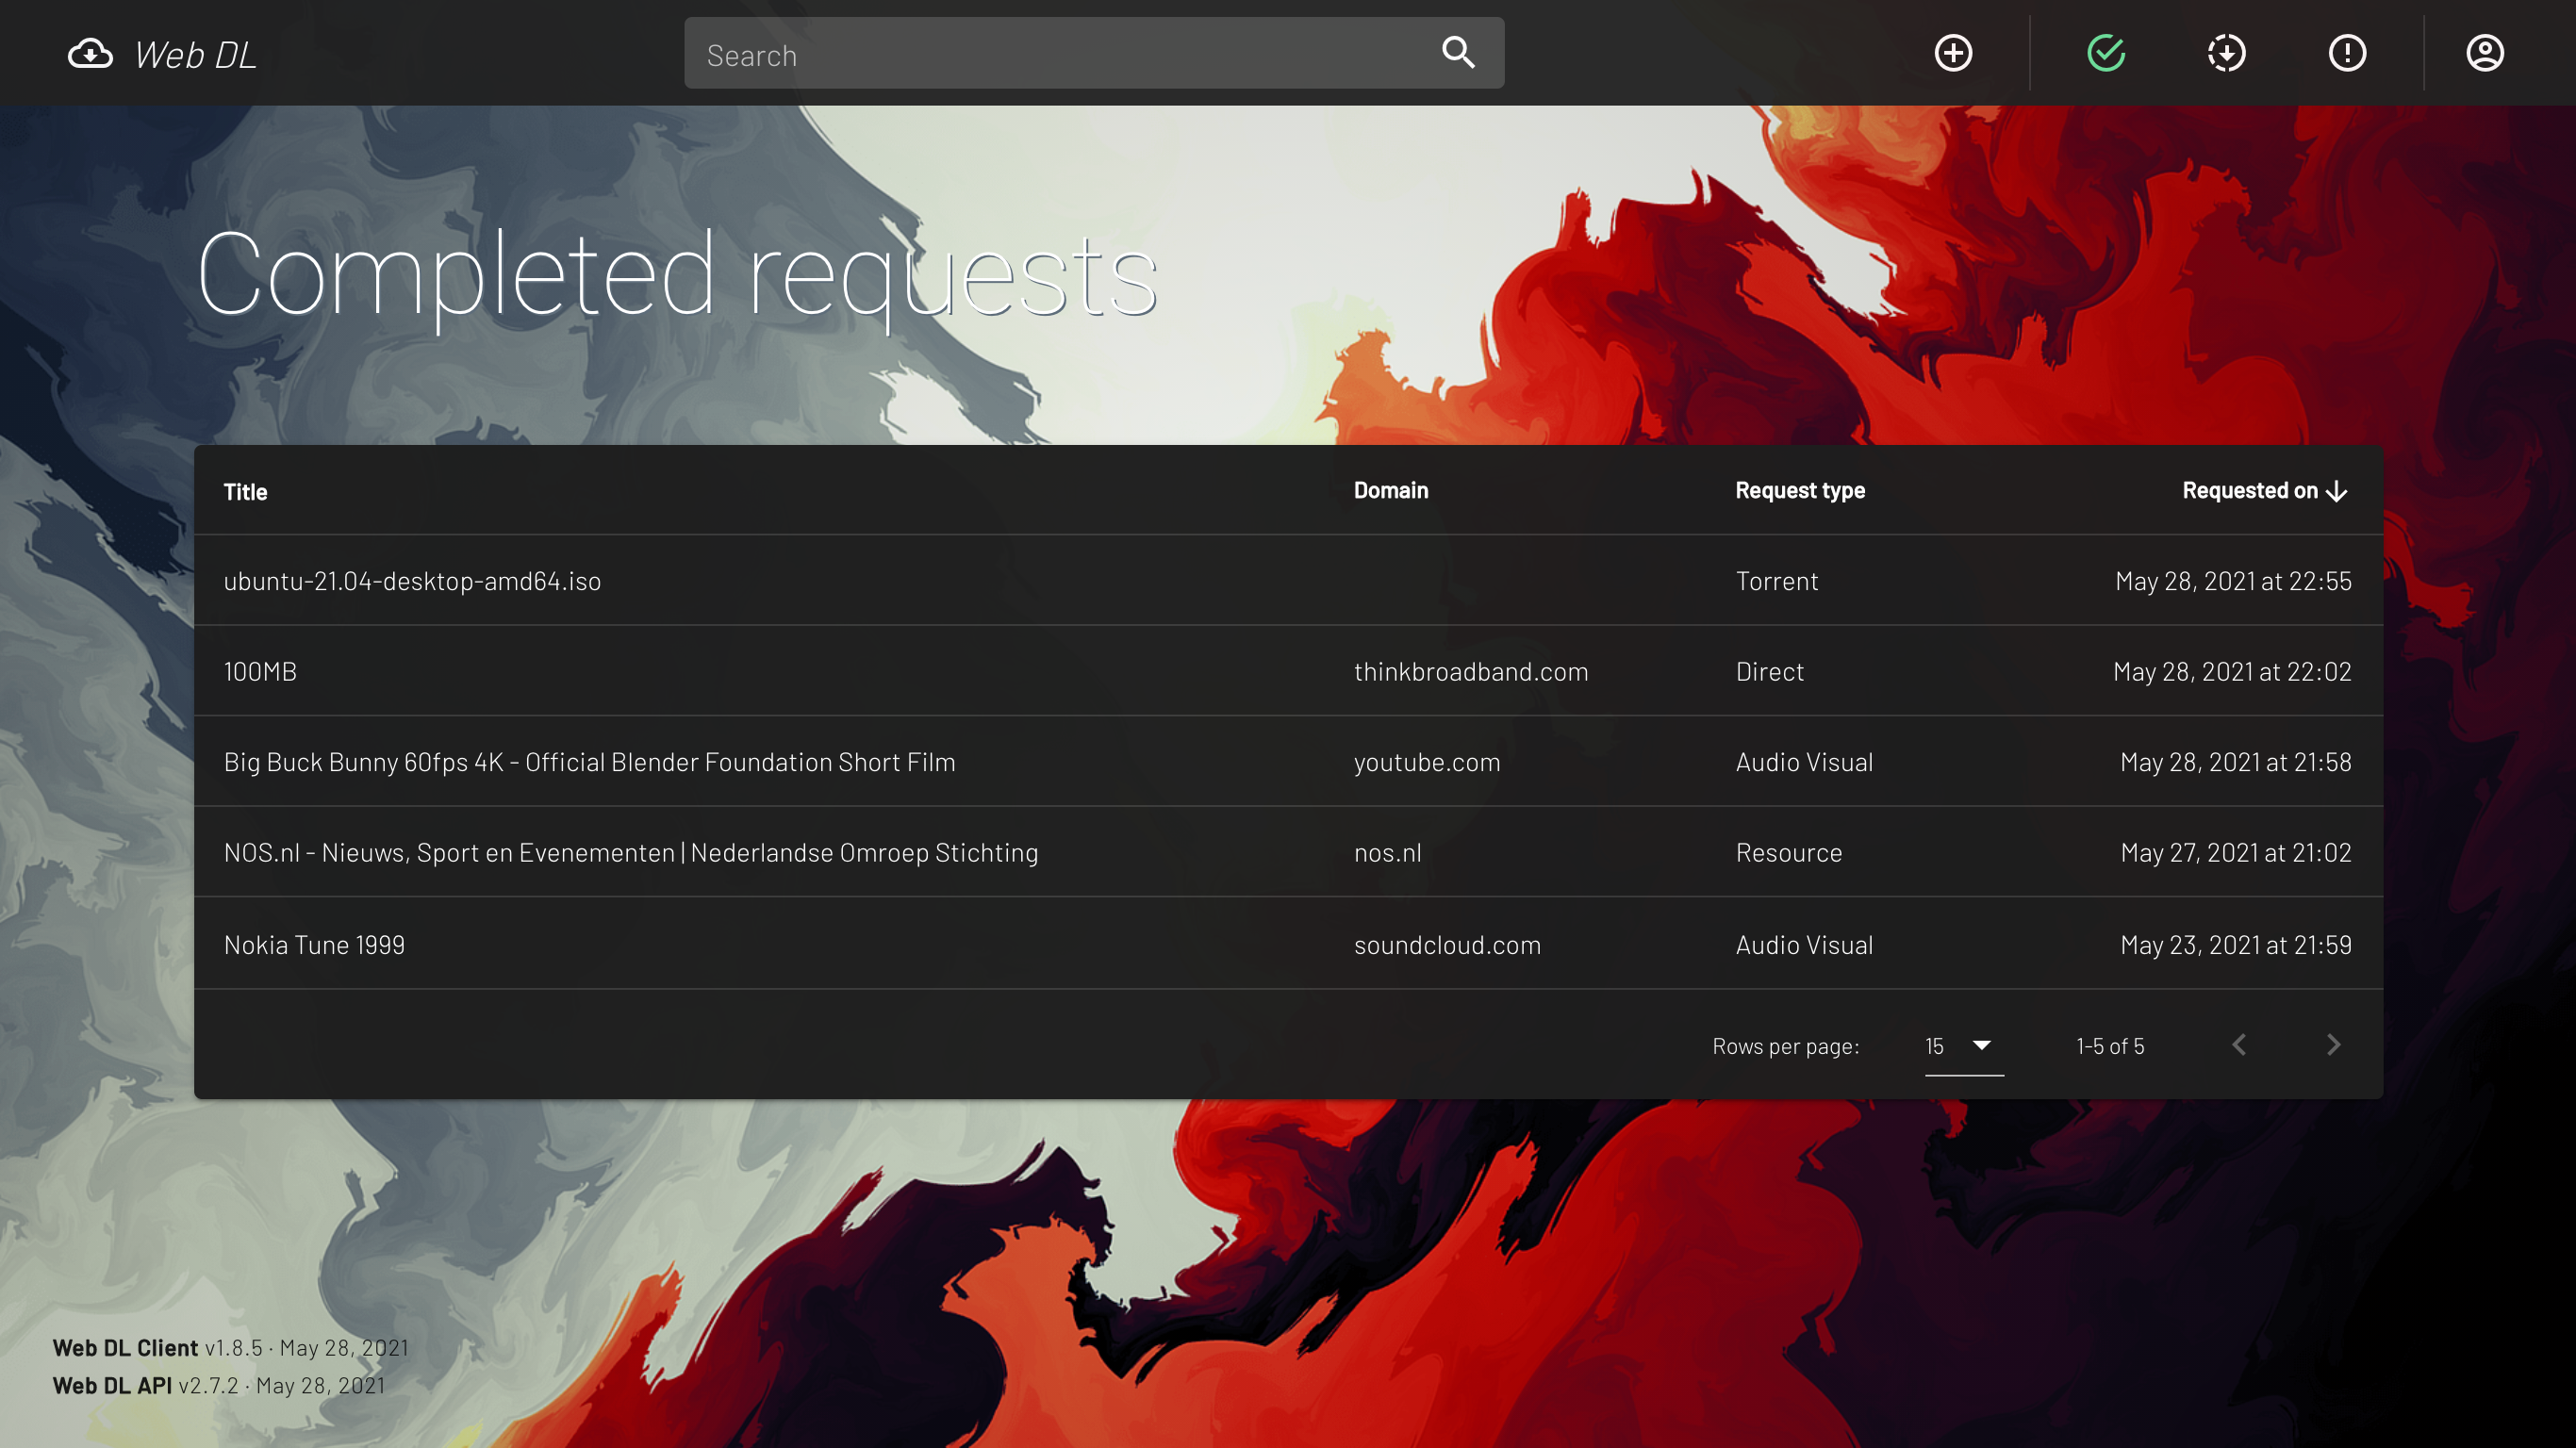 Web DL
Search
Completed requests
Title Domain Request type Requested on
ubuntu-21.04-desktop-amd64.iso Torrent May 28, 2021 at 22:55
100MB thinkbroadband.com Direct May 28, 2021 at 22:02
Big Buck Bunny 60fps 4K - Official Blender Foundation Short Film youtube.com Audio Visual May 28, 2021 at 21:58
NOS.nl - Nieuws, Sport en Evenementen | Nederlandse Omroep Stichting nos.nl Resource May 27, 2021 at 21:02
Nokia Tune 1999 soundcloud.com Audio Visual May 23, 2021 at 21:59
Rows per page: 15 1-5 of 5
Web DL Client v1.8.5 · May 28, 2021
Web DL API v2.7.2 · May 28, 2021